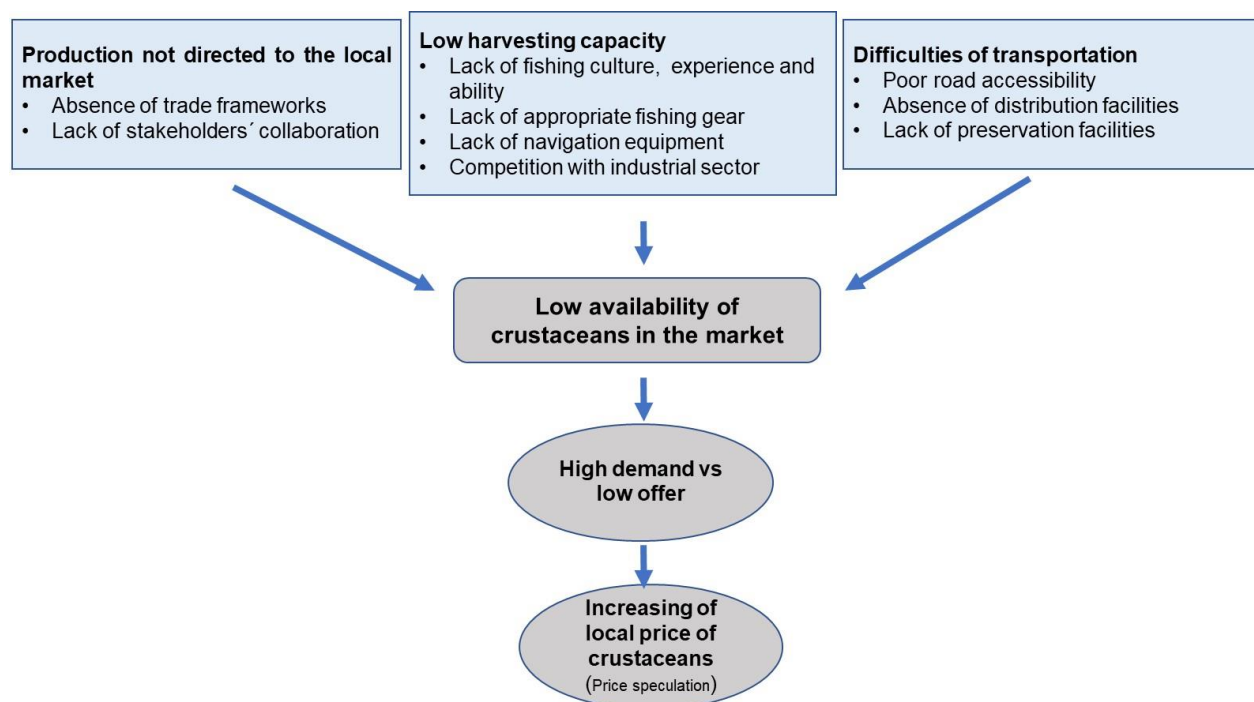 Production not directed to the local
market
• Absence of trade frameworks
• Lack of stakeholders´ collaboration
Low harvesting capacity
• Lack of fishing culture, experience and
ability
• Lack of appropriate fishing gear
• Lack of navigation equipment
• Competition with industrial sector
Difficulties of transportation
• Poor road accessibility
• Absence of distribution facilities
• Lack of preservation facilities
Low availability of
crustaceans in the market
High demand vs
low offer
Increasing of
local price of
crustaceans
(Price speculation)